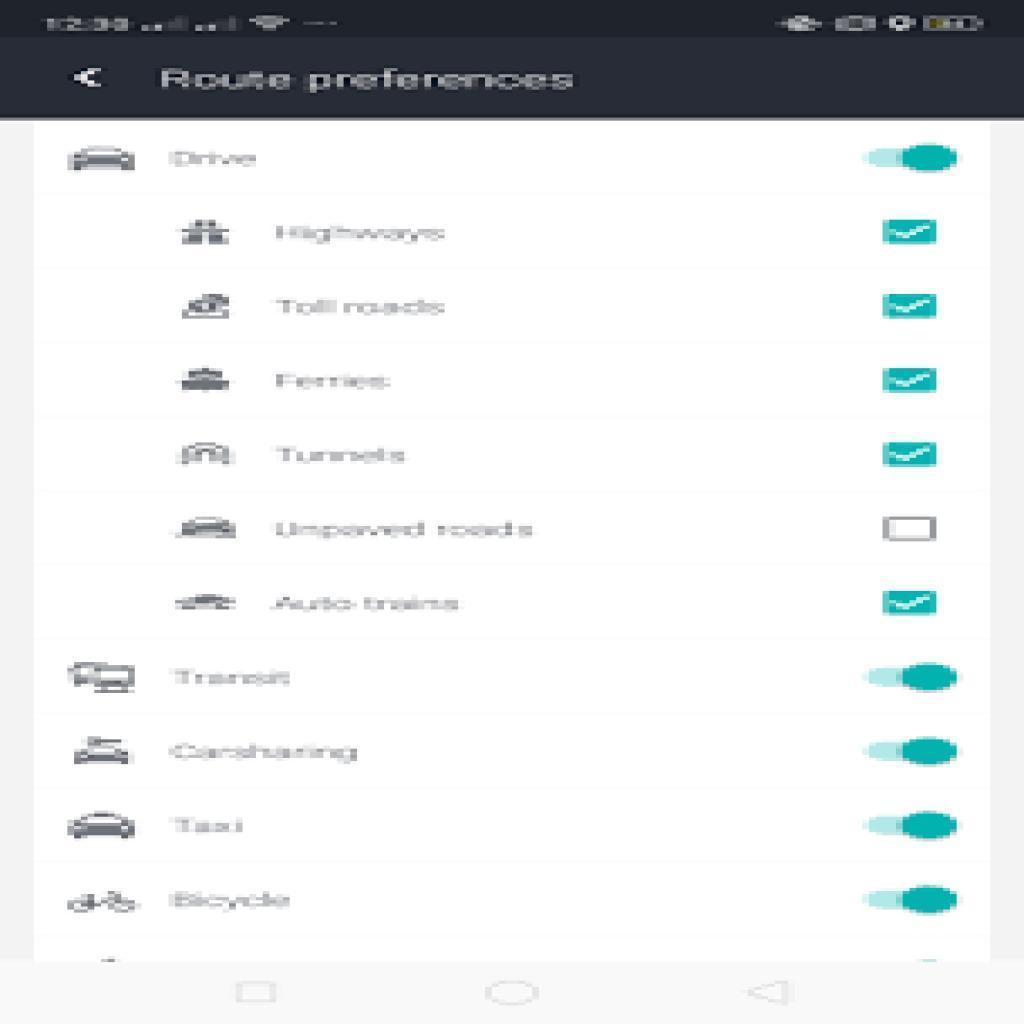 12:39
Route preferences
Drive
Highways
Toll roads
Ferries
Tunnels
Unpaved roads
Auto trains
Transit
Carsharing
Taxi
Bicycle